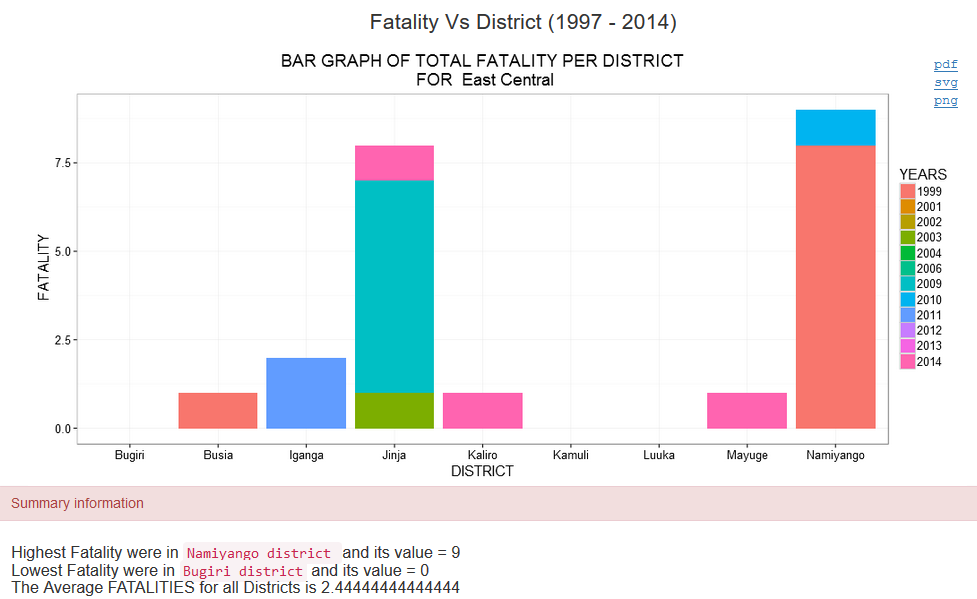 Fatality Vs District (1997 - 2014)
BAR GRAPH OF TOTAL FATALITY PER DISTRICT
FOR East Central
pdf
svg
png
FATALITY
7.5
5.0
2.5
0.0
Bugiri Busia Iganga Jinja Kaliro Kamuli Luuka Mayuge Namiyango
DISTRICT
YEARS
1999
2001
2002
2003
2004
2006
2009
2010
2011
2012
2013
2014
Summary information
Highest Fatality were in Namiyango district and its value = 9
Lowest Fatality were in Bugiri district and its value = 0
The Average FATALITIES for all Districts is 2.44444444444444